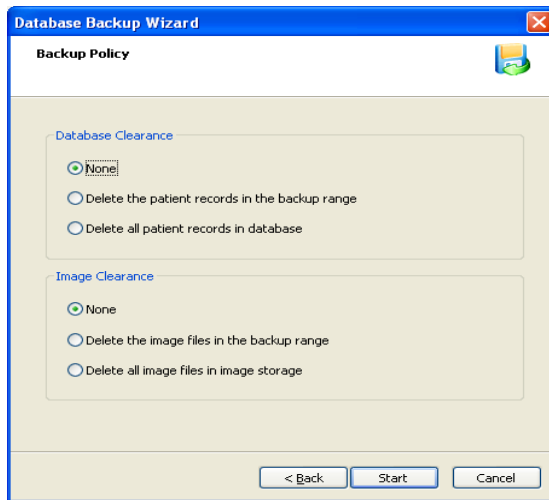 Database Backup Wizard
Backup Policy
Database Clearance
None
Delete the patient records in the backup range
Delete all patient records in database
Image Clearance
None
Delete the image files in the backup range
Delete all image files in image storage
< Back Start Cancel